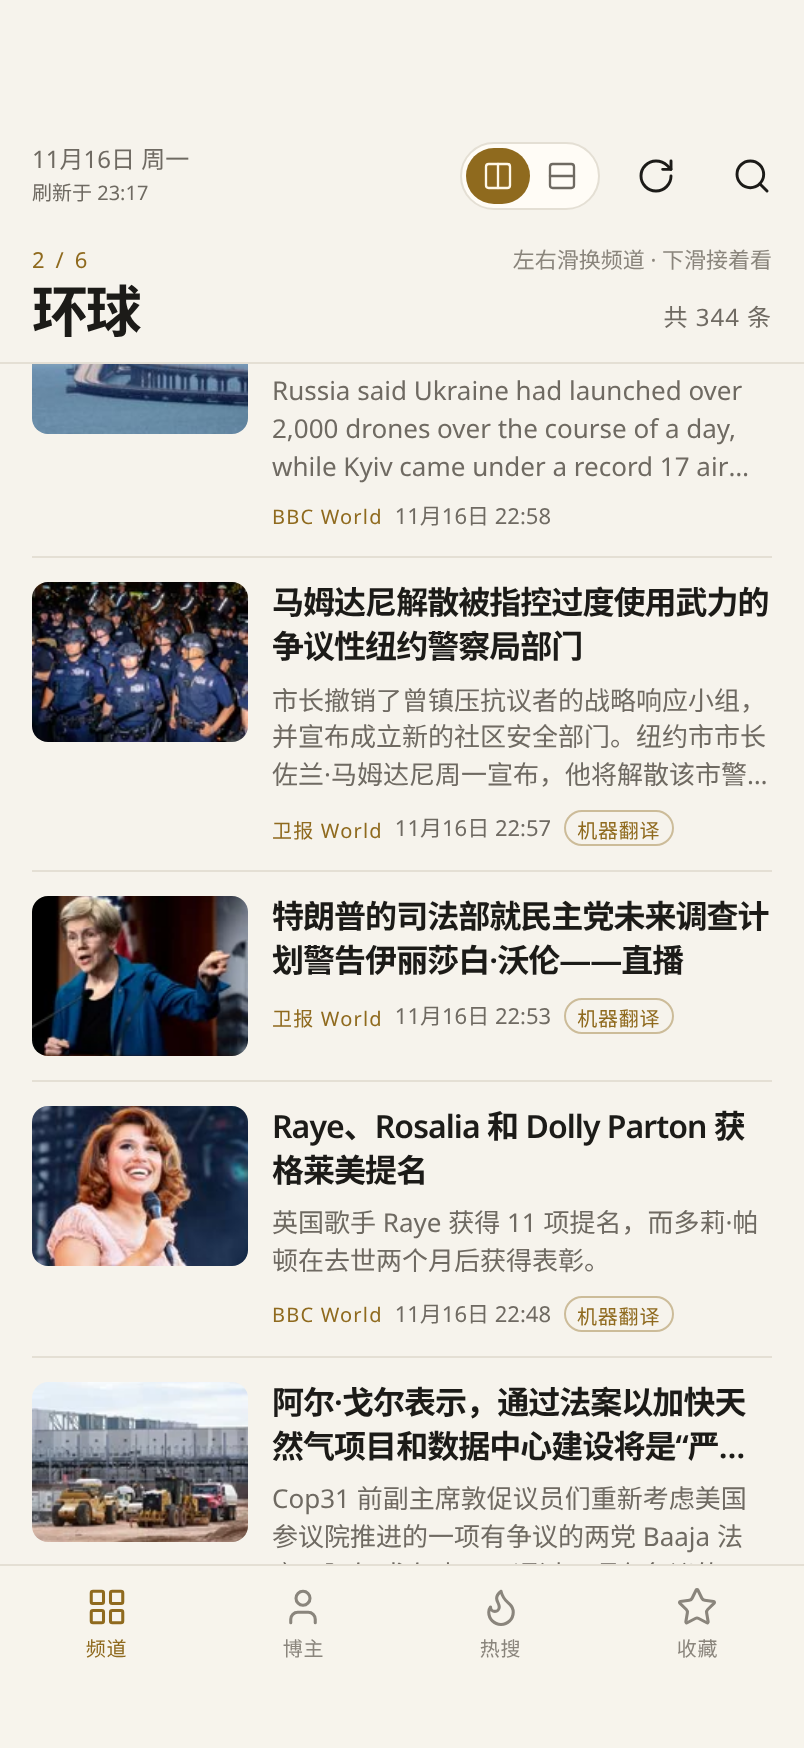 11月16日 周一
刷新于 23:17
2 / 6
左右滑换频道 · 下滑接着看
环球
共 344 条
Russia said Ukraine had launched over
2,000 drones over the course of a day,
while Kyiv came under a record 17 air...
BBC World 11月16日 22:58
马姆达尼解散被指控过度使用武力的
争议性纽约警察局部门
市长撤销了曾镇压抗议者的战略响应小组，
并宣布成立新的社区安全部门。纽约市市长
佐兰·马姆达尼周一宣布，他将解散该市警...
卫报 World 11月16日 22:57 机器翻译
特朗普的司法部就民主党未来调查计
划警告伊丽莎白·沃伦——直播
卫报 World 11月16日 22:53 机器翻译
Raye、Rosalia 和 Dolly Parton 获
格莱美提名
英国歌手 Raye 获得 11 项提名，而多莉·帕
顿在去世两个月后获得表彰。
BBC World 11月16日 22:48 机器翻译
阿尔·戈尔表示，通过法案以加快天
然气项目和数据中心建设将是“严...
Cop31 前副主席敦促议员们重新考虑美国
参议院推进的一项有争议的两党 Baaja 法
频道
博主
热搜
收藏